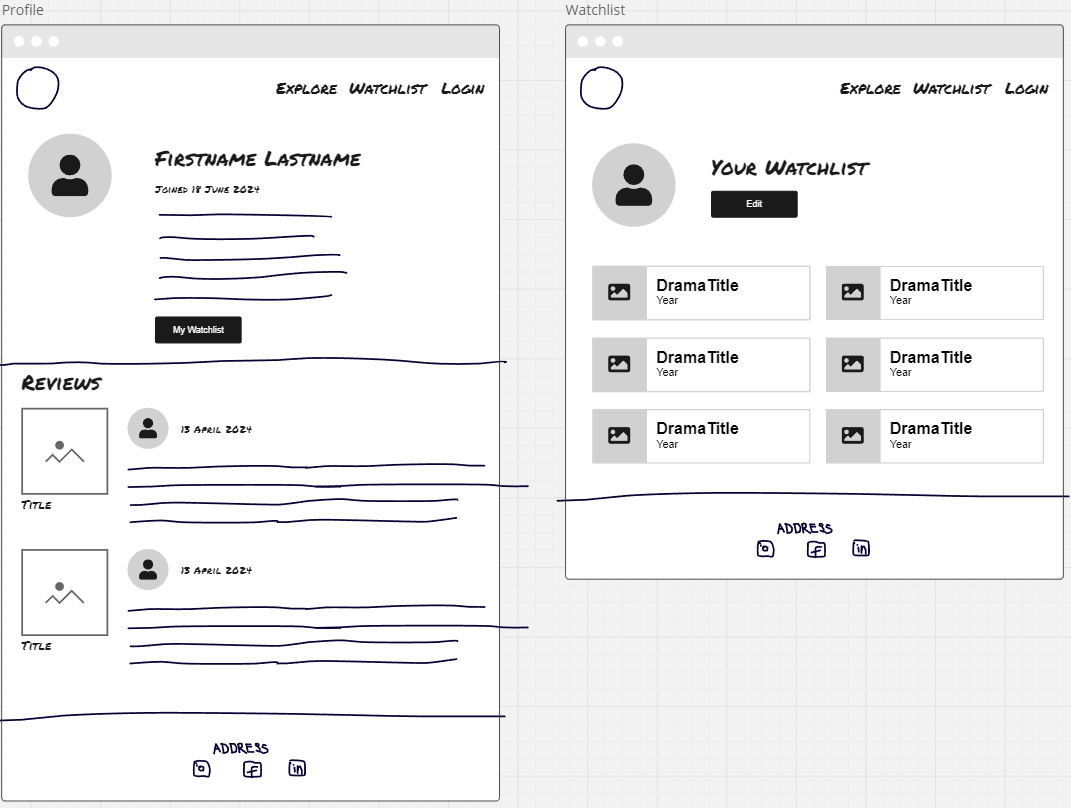 Profile
EXPLORE WATCHLIST LOGIN
FIRSTNAME LASTNAME
JOINED 18 JUNE 2024
My Watchlist
REVIEWS
13 APRIL 2024
TITLE
13 APRIL 2024
TITLE
ADDRESS
f
in
Watchlist
EXPLORE WATCHLIST LOGIN
YOUR WATCHLIST
Edit
Drama Title
Year
Drama Title
Year
Drama Title
Year
Drama Title
Year
Drama Title
Year
Drama Title
Year
ADDRESS
f
in